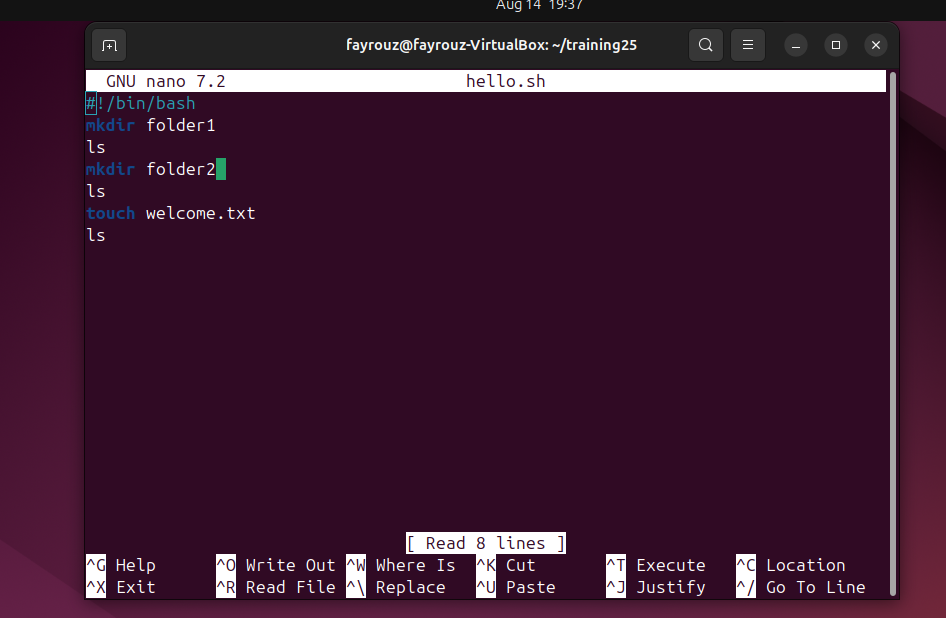 Aug 14 19:37
fayrouz@fayrouz-VirtualBox: ~/training25
GNU nano 7.2 hello.sh
#!/bin/bash
mkdir folder1
ls
mkdir folder2
ls
touch welcome.txt
ls
[ Read 8 lines ]
^G Help ^O Write Out ^W Where Is ^K Cut ^T Execute ^C Location
^X Exit ^R Read File ^\ Replace ^U Paste ^J Justify ^/ Go To Line